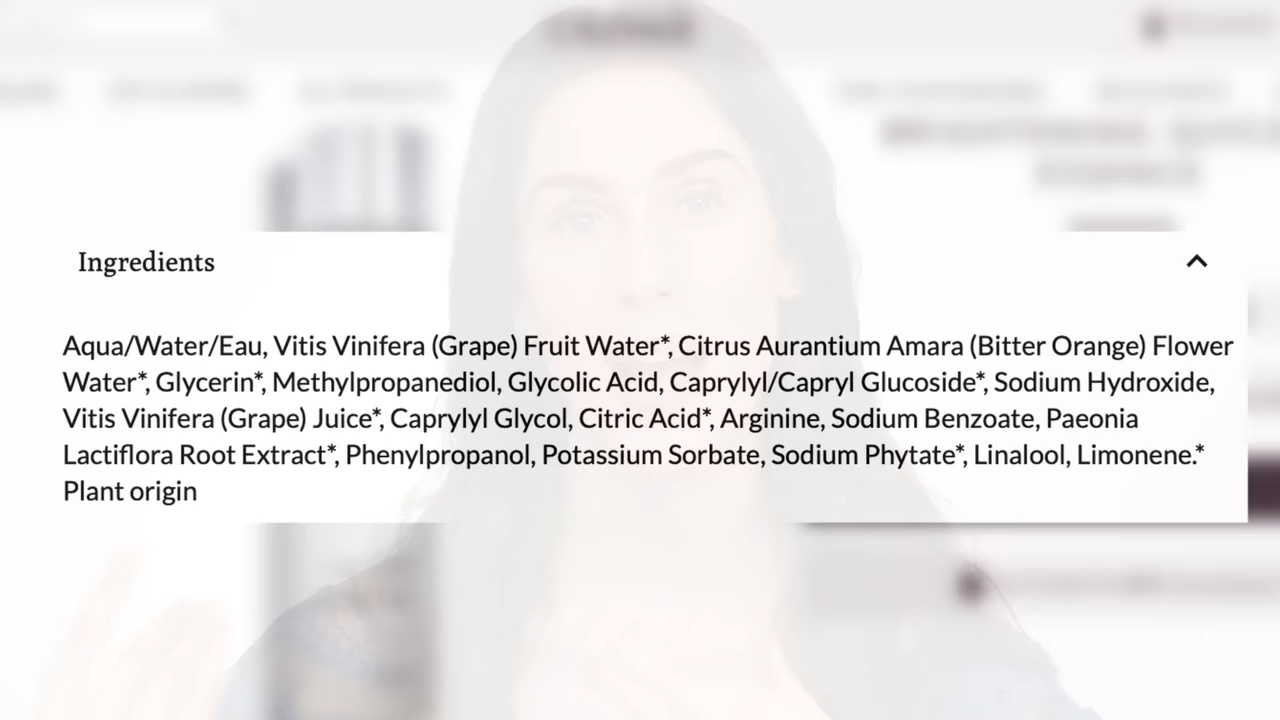 Ingredients
Aqua/Water/Eau, Vitis Vinifera (Grape) Fruit Water*, Citrus Aurantium Amara (Bitter Orange) Flower
Water*, Glycerin*, Methylpropanediol, Glycolic Acid, Caprylyl/Capryl Glucoside*, Sodium Hydroxide,
Vitis Vinifera (Grape) Juice*, Caprylyl Glycol, Citric Acid*, Arginine, Sodium Benzoate, Paeonia
Lactiflora Root Extract*, Phenylpropanol, Potassium Sorbate, Sodium Phytate*, Linalool, Limonene.*
Plant origin